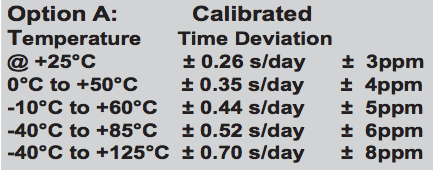 Option A: Calibrated
Temperature Time Deviation
@ +25°C ± 0.26 s/day ± 3ppm
0°C to +50°C ± 0.35 s/day ± 4ppm
-10°C to +60°C ± 0.44 s/day ± 5ppm
-40°C to +85°C ± 0.52 s/day ± 6ppm
-40°C to +125°C ± 0.70 s/day ± 8ppm